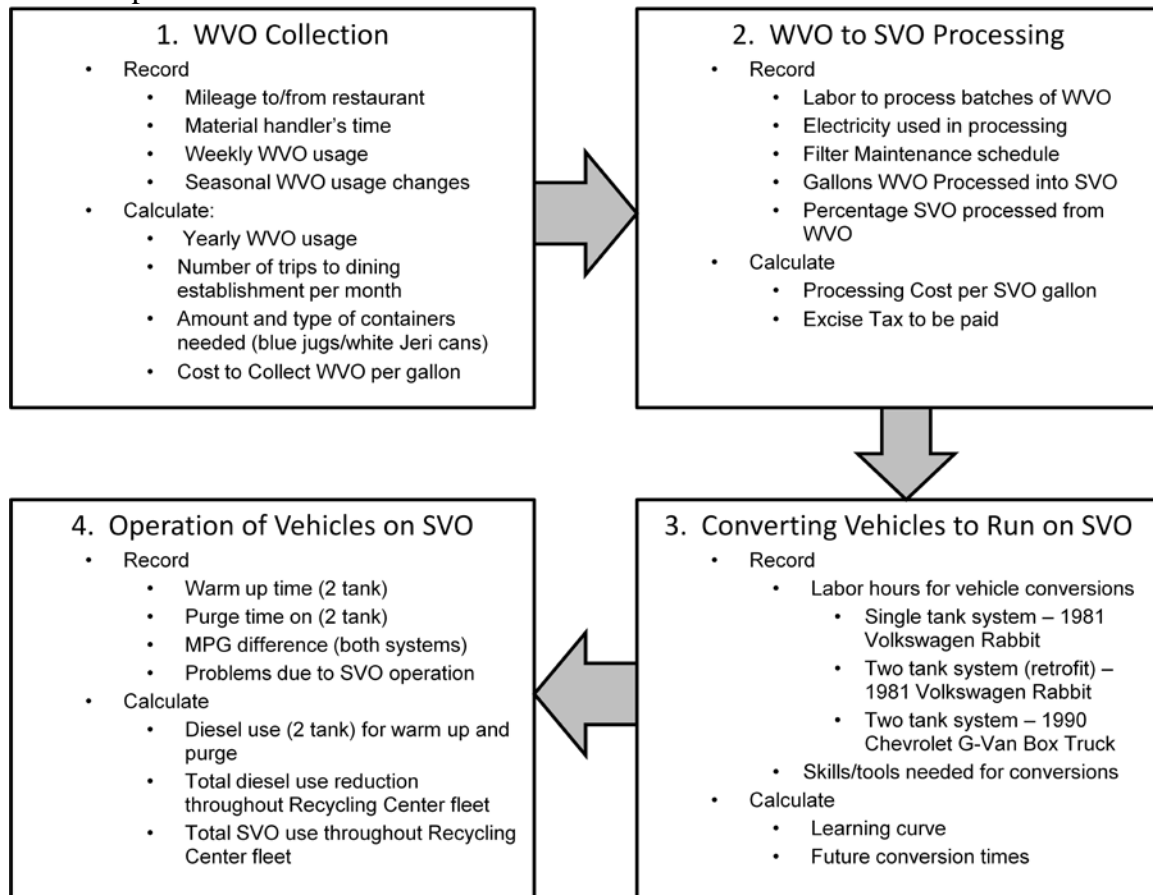 1. WVO Collection
• Record
• Mileage to/from restaurant
• Material handler's time
• Weekly WVO usage
• Seasonal WVO usage changes
• Calculate:
• Yearly WVO usage
• Number of trips to dining
establishment per month
• Amount and type of containers
needed (blue jugs/white Jeri cans)
• Cost to Collect WVO per gallon
2. WVO to SVO Processing
• Record
• Labor to process batches of WVO
• Electricity used in processing
• Filter Maintenance schedule
• Gallons WVO Processed into SVO
• Percentage SVO processed from
WVO
• Calculate
• Processing Cost per SVO gallon
• Excise Tax to be paid
3. Converting Vehicles to Run on SVO
• Record
• Labor hours for vehicle conversions
• Single tank system – 1981
Volkswagen Rabbit
• Two tank system (retrofit) –
1981 Volkswagen Rabbit
• Two tank system – 1990
Chevrolet G-Van Box Truck
• Skills/tools needed for conversions
• Calculate
• Learning curve
• Future conversion times
4. Operation of Vehicles on SVO
• Record
• Warm up time (2 tank)
• Purge time on (2 tank)
• MPG difference (both systems)
• Problems due to SVO operation
• Calculate
• Diesel use (2 tank) for warm up and
purge
• Total diesel use reduction
throughout Recycling Center fleet
• Total SVO use throughout Recycling
Center fleet